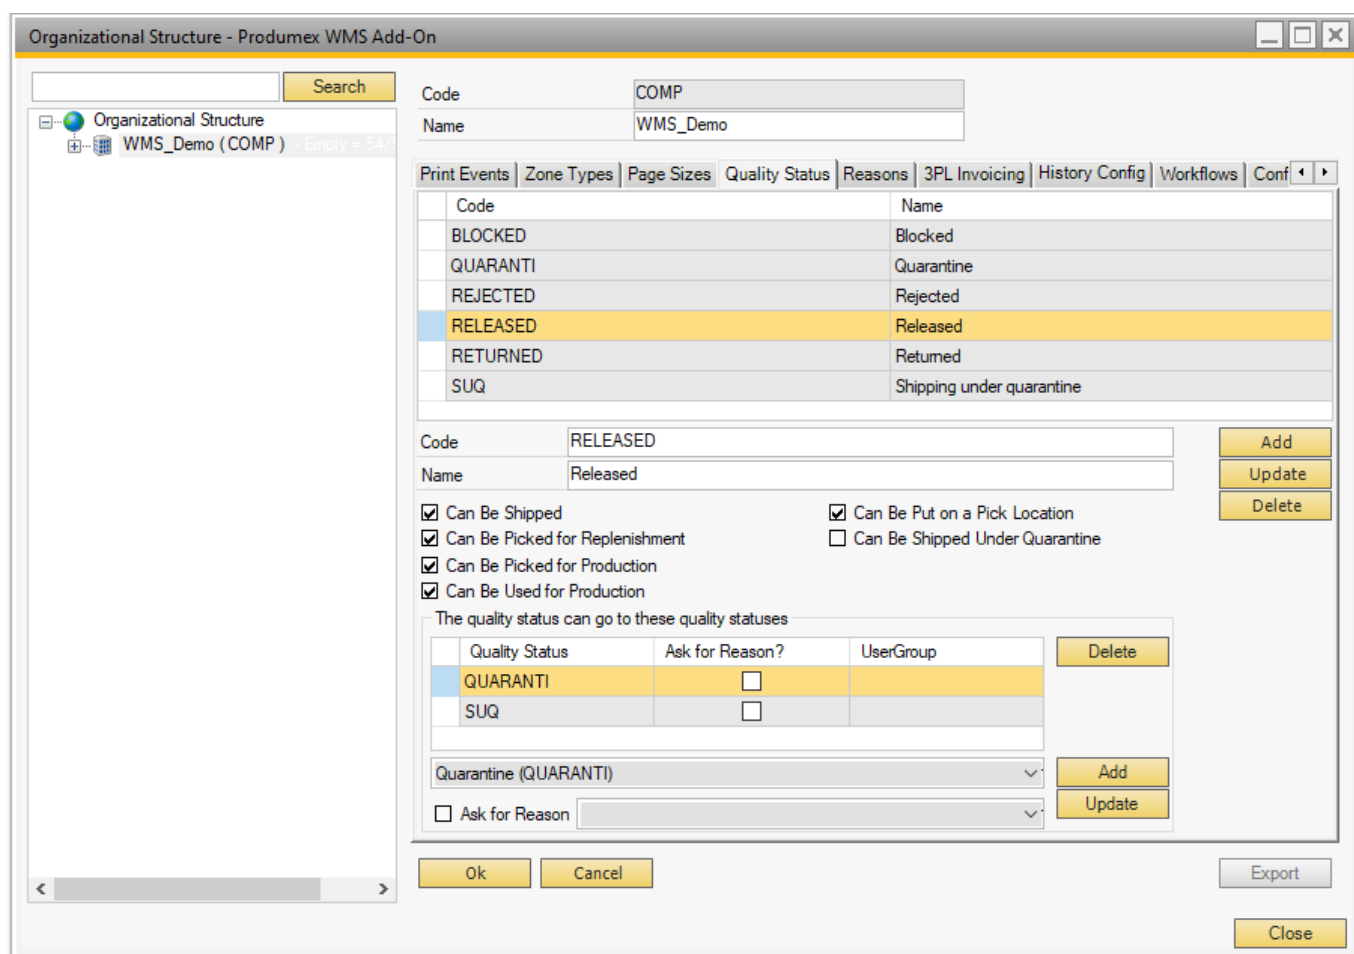 Organizational Structure - Produmex WMS Add-On
Search
Organizational Structure
WMS_Demo ( COMP ) - Empty = 54/
Code COMP
Name WMS_Demo
Print Events Zone Types Page Sizes Quality Status Reasons 3PL Invoicing History Config Workflows Conf
Code Name
BLOCKED Blocked
QUARANTI Quarantine
REJECTED Rejected
RELEASED Released
RETURNED Returned
SUQ Shipping under quarantine
Code RELEASED Add
Name Released Update
Delete
Can Be Shipped Can Be Put on a Pick Location
Can Be Picked for Replenishment Can Be Shipped Under Quarantine
Can Be Picked for Production
Can Be Used for Production
The quality status can go to these quality statuses
Quality Status Ask for Reason? UserGroup Delete
QUARANTI
SUQ
Quarantine (QUARANTI) Add
Update
Ask for Reason
Ok Cancel Export
Close